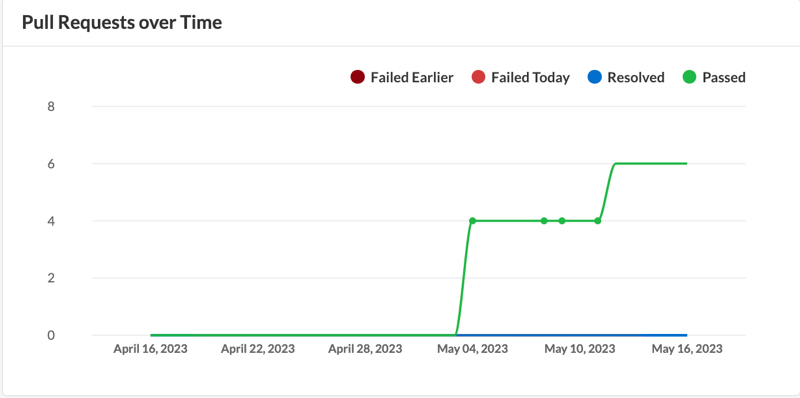 Pull Requests over Time
Failed Earlier Failed Today Resolved Passed
8
6
4
2
0
April 16, 2023 April 22, 2023 April 28, 2023 May 04, 2023 May 10, 2023 May 16, 2023